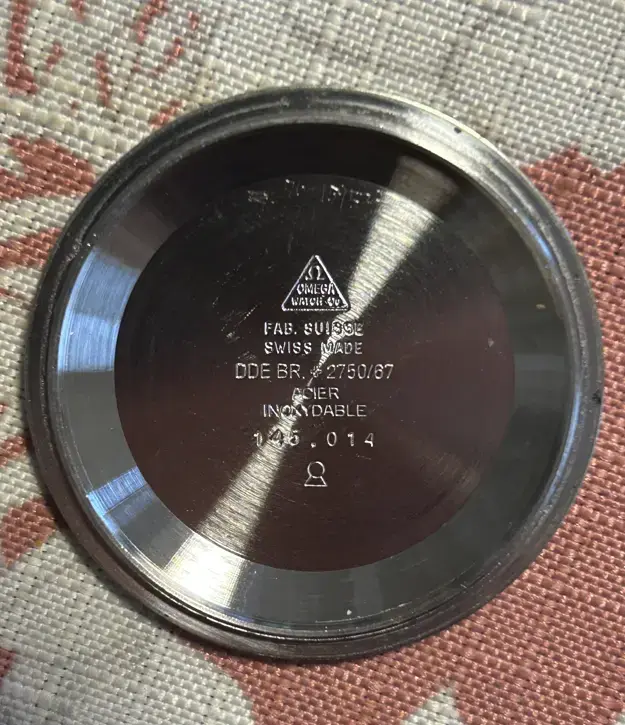 Ω
OMEGA
WATCH Co
FAB. SUISSE
SWISS MADE
DDE BR. + 2750/67
ACIER
INOXYDABLE
145.014